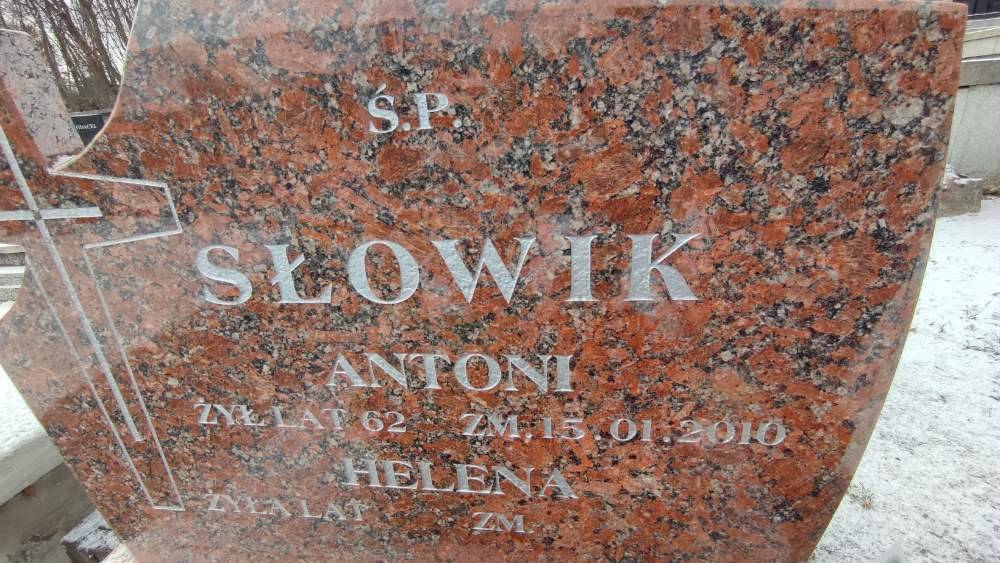 Ś.P.
SŁOWIK
ANTONI
ŻYŁ LAT 62 ZM. 15.01.2010
HELENA
ŻYŁA LAT ZM.